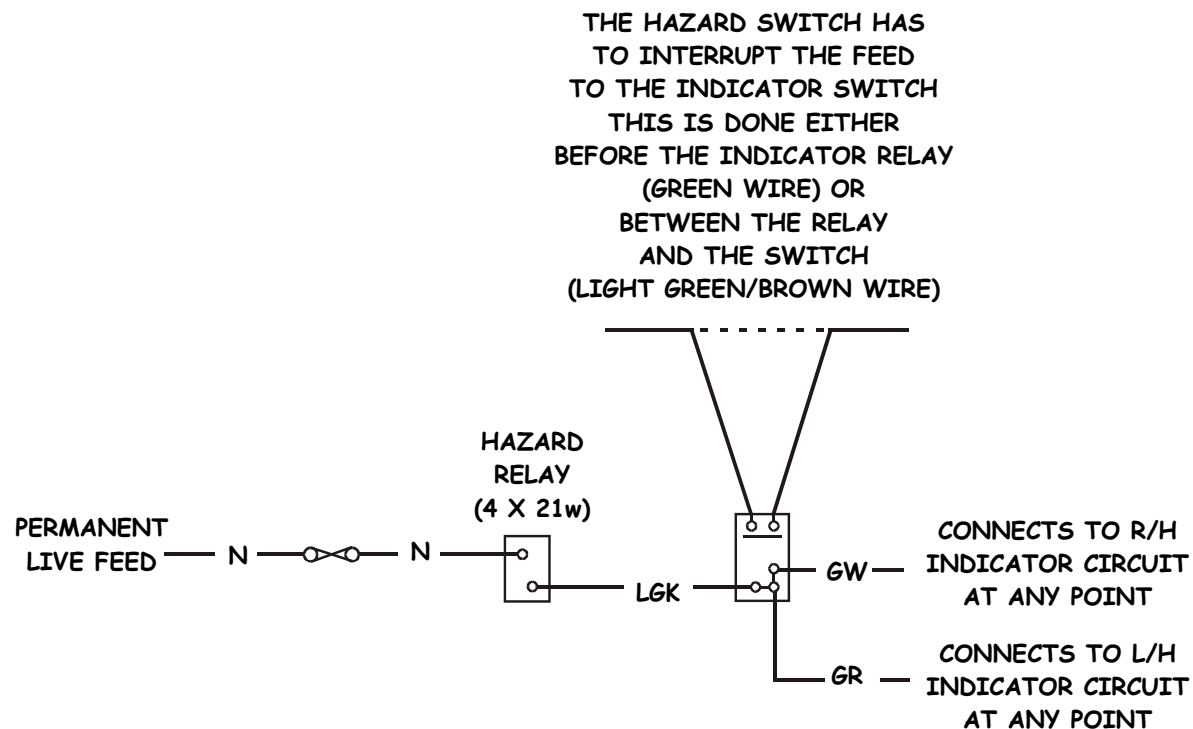 THE HAZARD SWITCH HAS
TO INTERRUPT THE FEED
TO THE INDICATOR SWITCH
THIS IS DONE EITHER
BEFORE THE INDICATOR RELAY
(GREEN WIRE) OR
BETWEEN THE RELAY
AND THE SWITCH
(LIGHT GREEN/BROWN WIRE)
HAZARD
RELAY
(4 X 21w)
PERMANENT
LIVE FEED
N
N
LGK
GW
CONNECTS TO R/H
INDICATOR CIRCUIT
AT ANY POINT
GR
CONNECTS TO L/H
INDICATOR CIRCUIT
AT ANY POINT